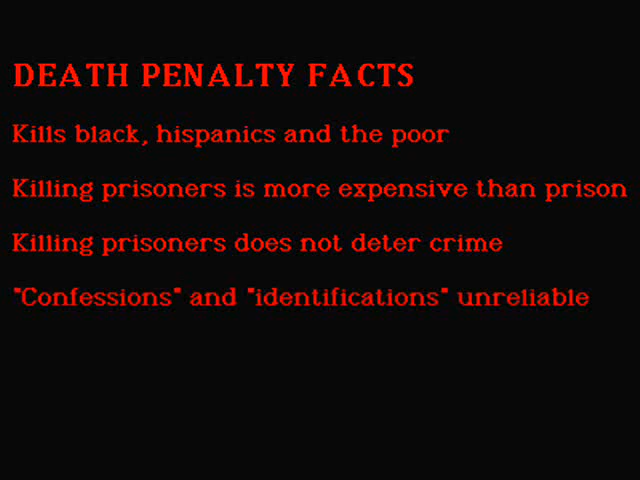 DEATH PENALTY FACTS
Kills black, hispanics and the poor
Killing prisoners is more expensive than prison
Killing prisoners does not deter crime
"Confessions" and "identifications" unreliable